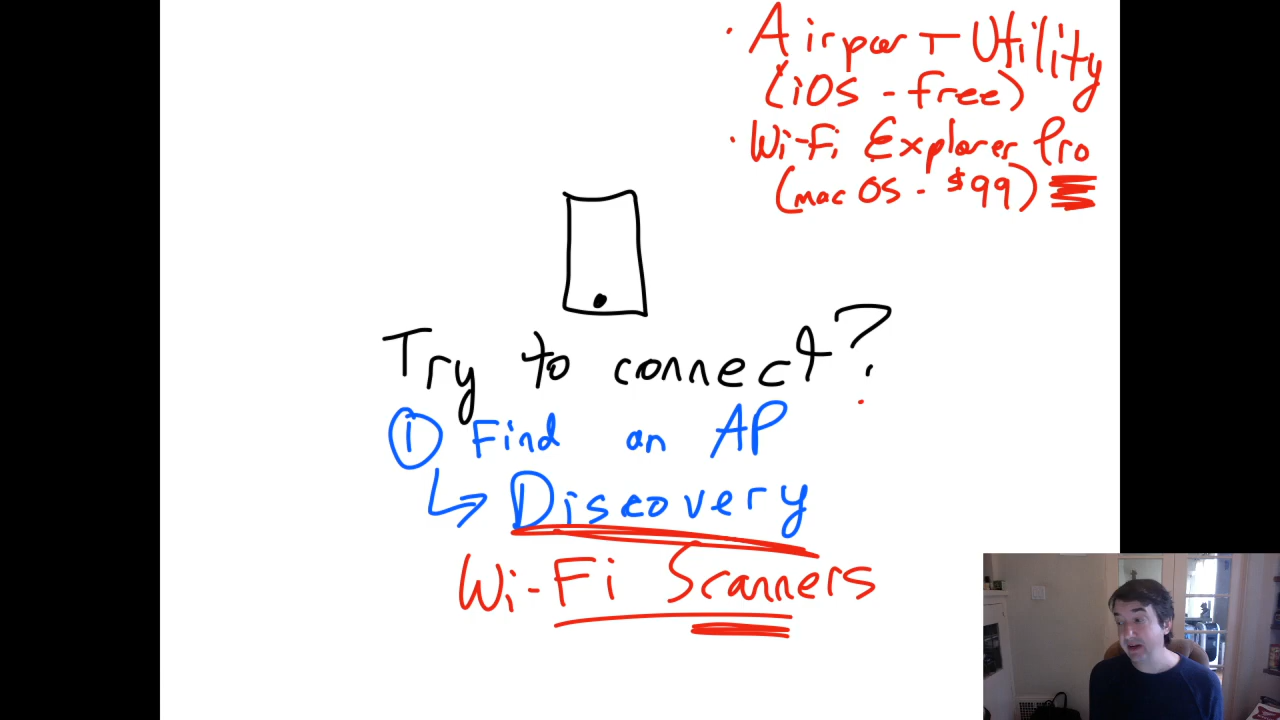 · Airport Utility
(iOS - free)
· Wi-Fi Explorer Pro
(macOS - $99)
Try to connect?
① Find an AP
↳ Discovery
Wi-Fi Scanners